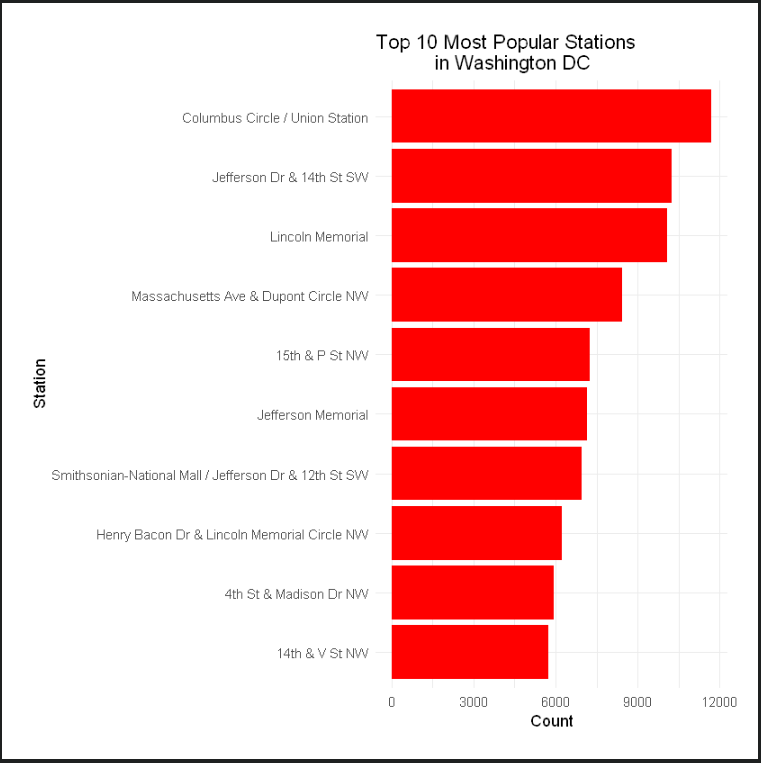 Top 10 Most Popular Stations
in Washington DC
Columbus Circle / Union Station
Jefferson Dr & 14th St SW
Lincoln Memorial
Massachusetts Ave & Dupont Circle NW
15th & P St NW
Jefferson Memorial
Smithsonian-National Mall / Jefferson Dr & 12th St SW
Henry Bacon Dr & Lincoln Memorial Circle NW
4th St & Madison Dr NW
14th & V St NW
Station
0 3000 6000 9000 12000
Count